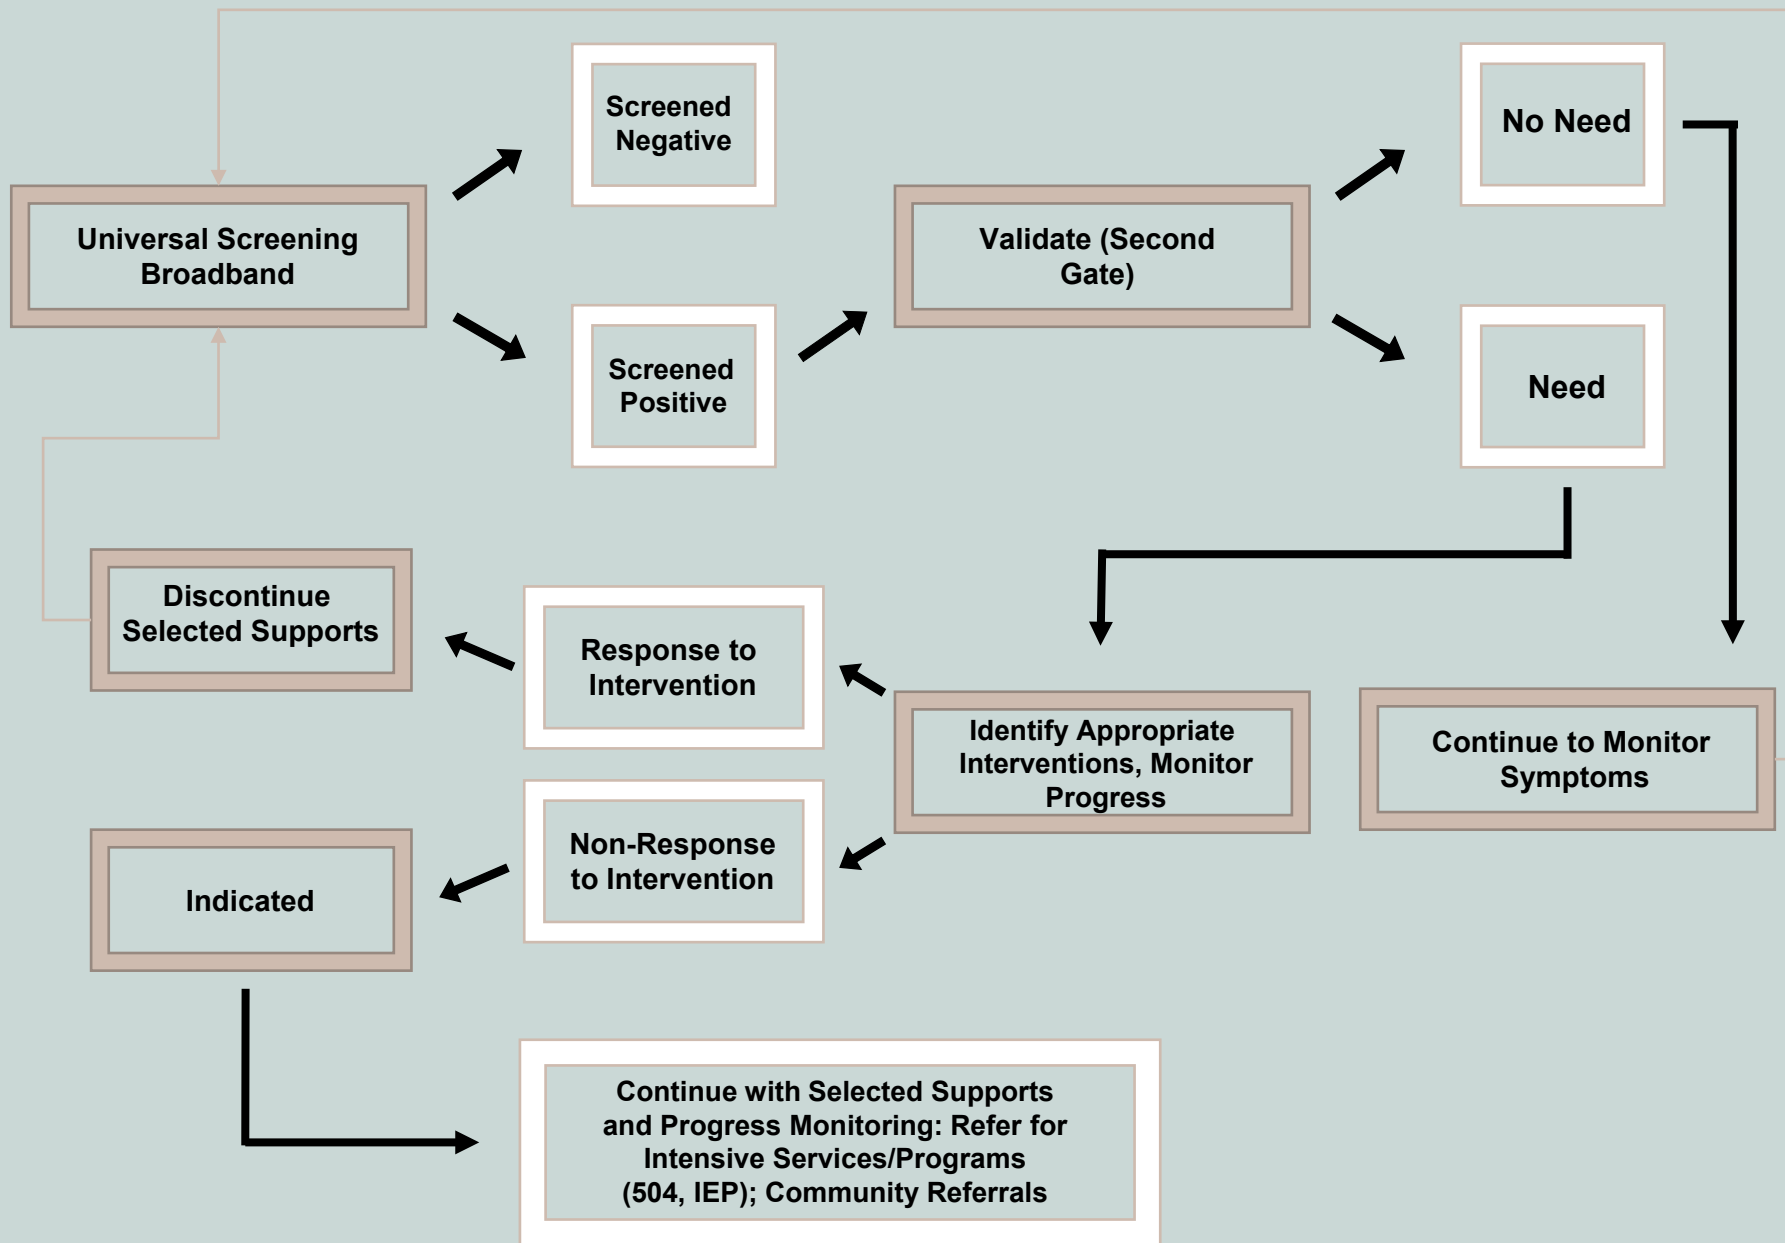 Screened
Negative
No Need
Universal Screening
Broadband
Validate (Second
Gate)
Screened
Positive
Need
Discontinue
Selected Supports
Response to
Intervention
Identify Appropriate
Interventions, Monitor
Progress
Continue to Monitor
Symptoms
Non-Response
to Intervention
Indicated
Continue with Selected Supports
and Progress Monitoring: Refer for
Intensive Services/Programs
(504, IEP); Community Referrals